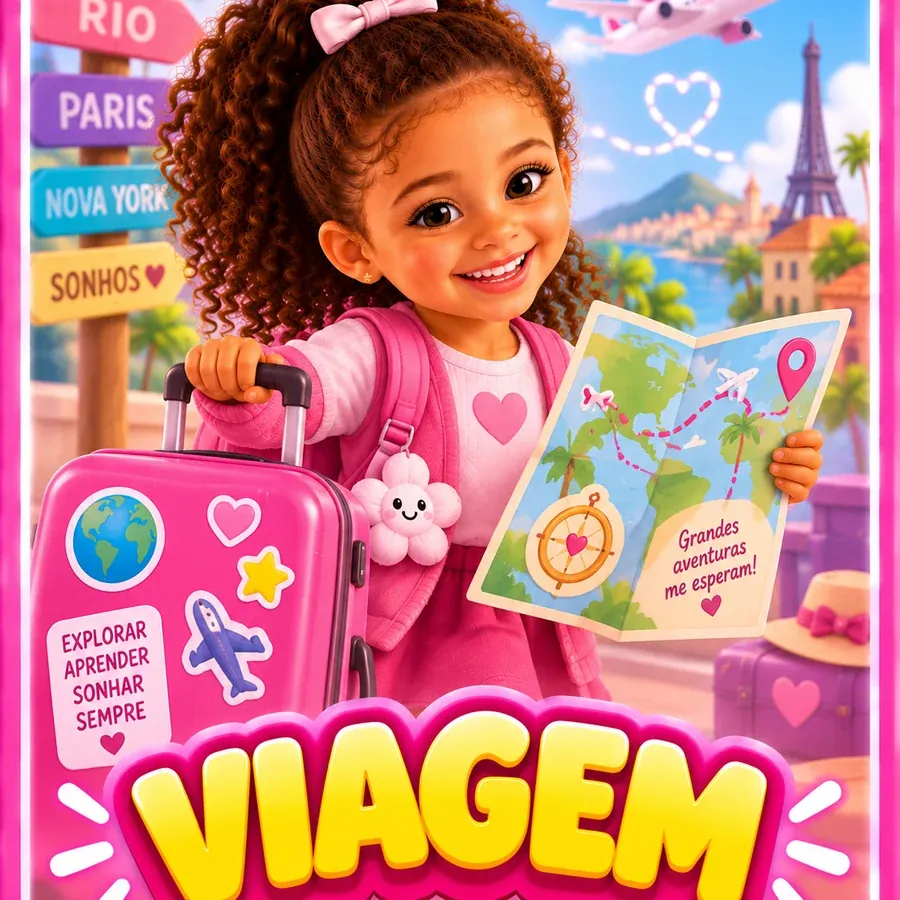 RIO
PARIS
NOVA YORK
SONHOS
EXPLORAR
APRENDER
SONHAR
SEMPRE
Grandes
aventuras
me esperam!
VIAGEM